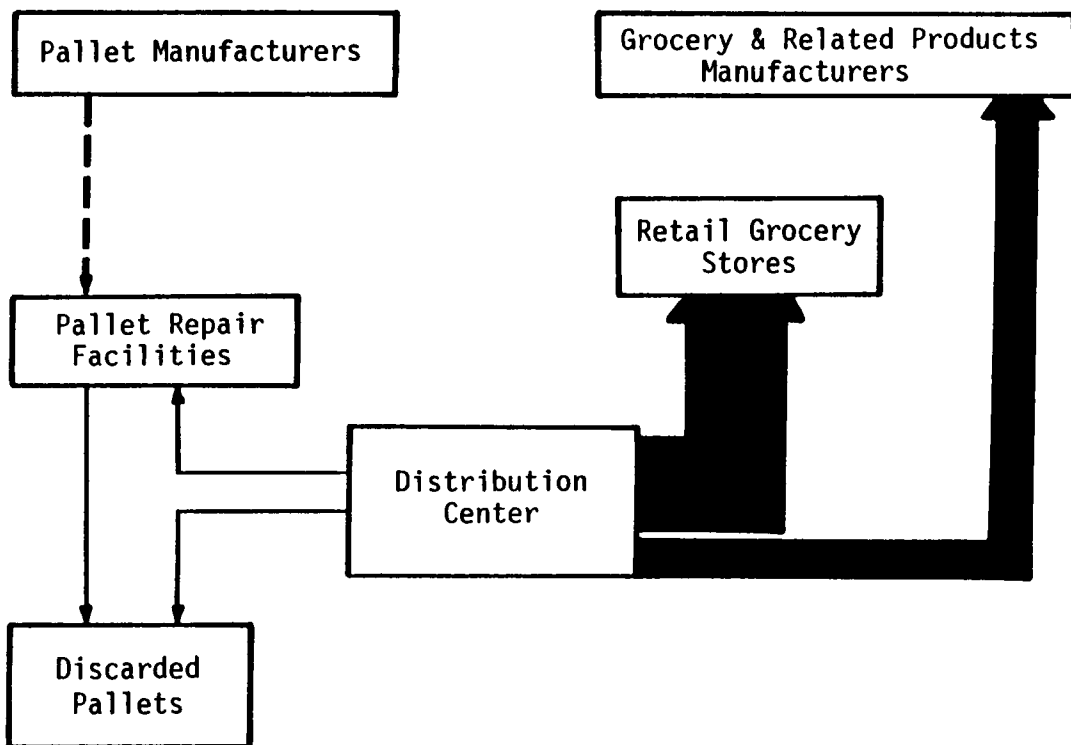 Pallet Manufacturers
Grocery & Related Products
Manufacturers
Retail Grocery
Stores
Pallet Repair
Facilities
Distribution
Center
Discarded
Pallets